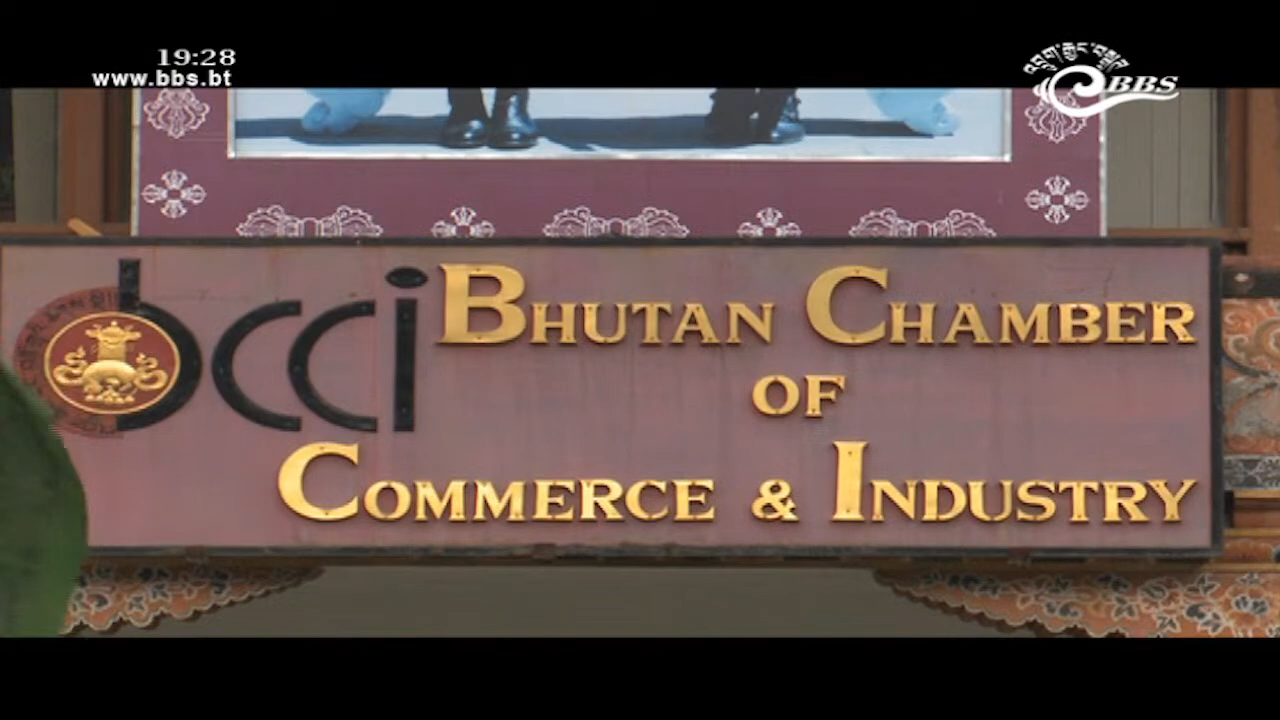 19:28
www.bbs.bt
BBS
bcci
BHUTAN CHAMBER
OF
COMMERCE & INDUSTRY